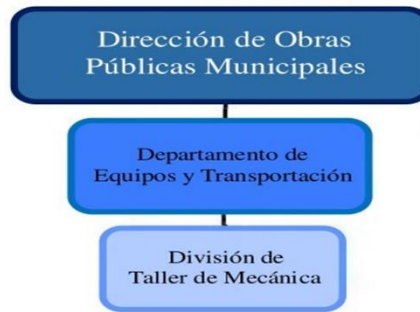 Dirección de Obras
Públicas Municipales
Departamento de
Equipos y Transportación
División de
Taller de Mecánica